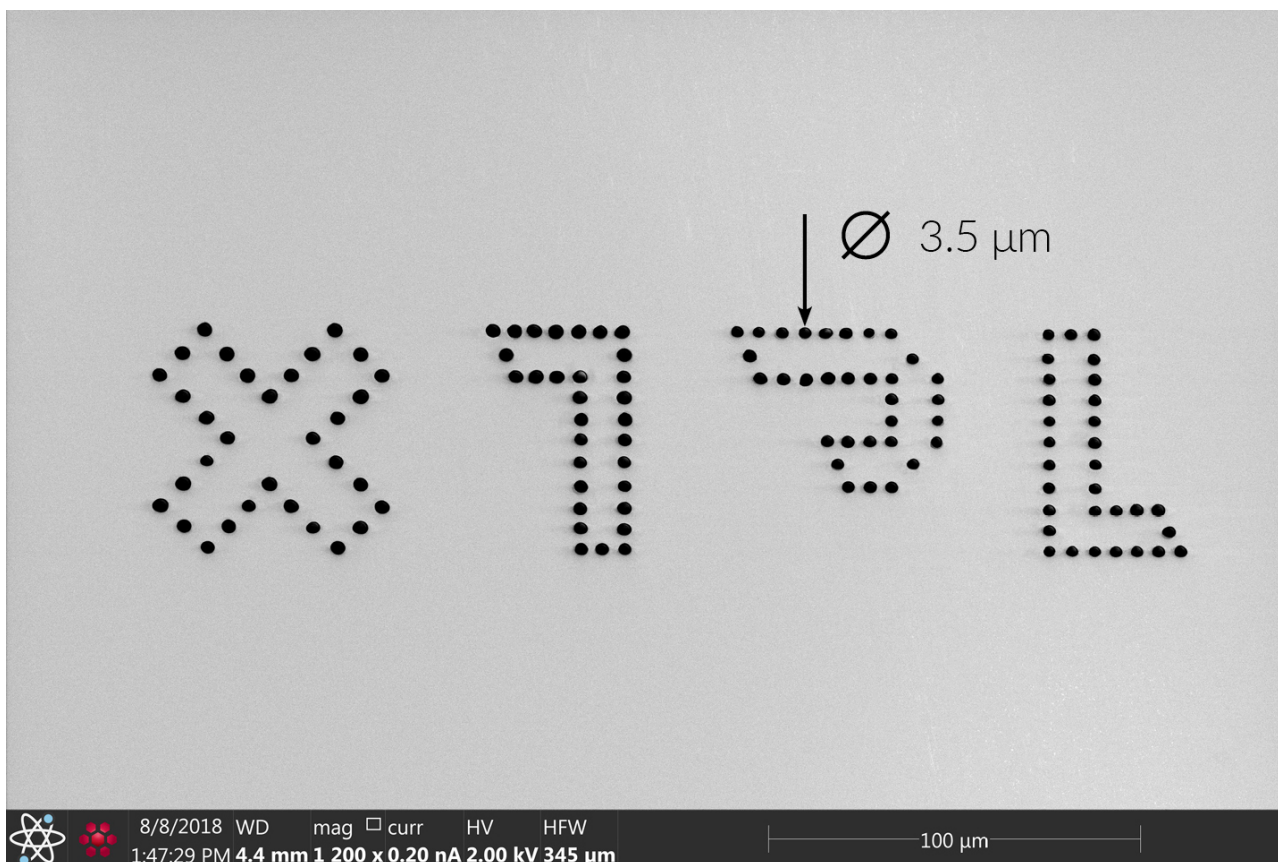 Ø 3.5 µm
XTPL
8/8/2018 WD mag curr HV HFW
1:47:29 PM 4.4 mm 1 200 x 0.20 nA 2.00 kV 345 µm
100 µm